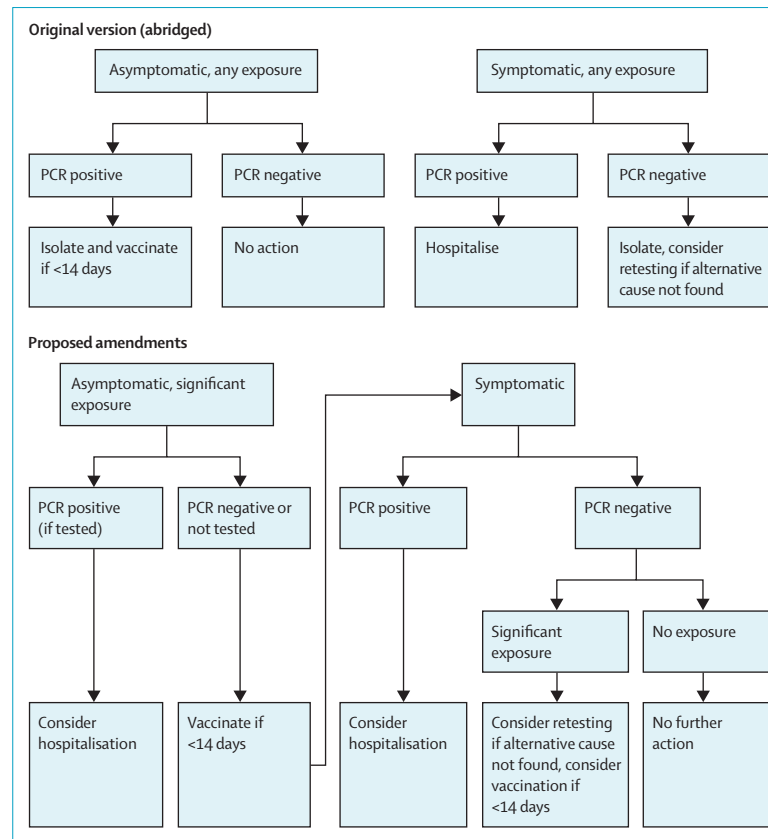 Original version (abridged)
Asymptomatic, any exposure
Symptomatic, any exposure
PCR positive
PCR negative
PCR positive
PCR negative
Isolate and vaccinate
if <14 days
No action
Hospitalise
Isolate, consider
retesting if alternative
cause not found
Proposed amendments
Asymptomatic, significant
exposure
Symptomatic
PCR positive
(if tested)
PCR negative or
not tested
PCR positive
PCR negative
Significant
exposure
No exposure
Consider
hospitalisation
Vaccinate if
<14 days
Consider
hospitalisation
Consider retesting
if alternative cause
not found, consider
vaccination if
<14 days
No further
action